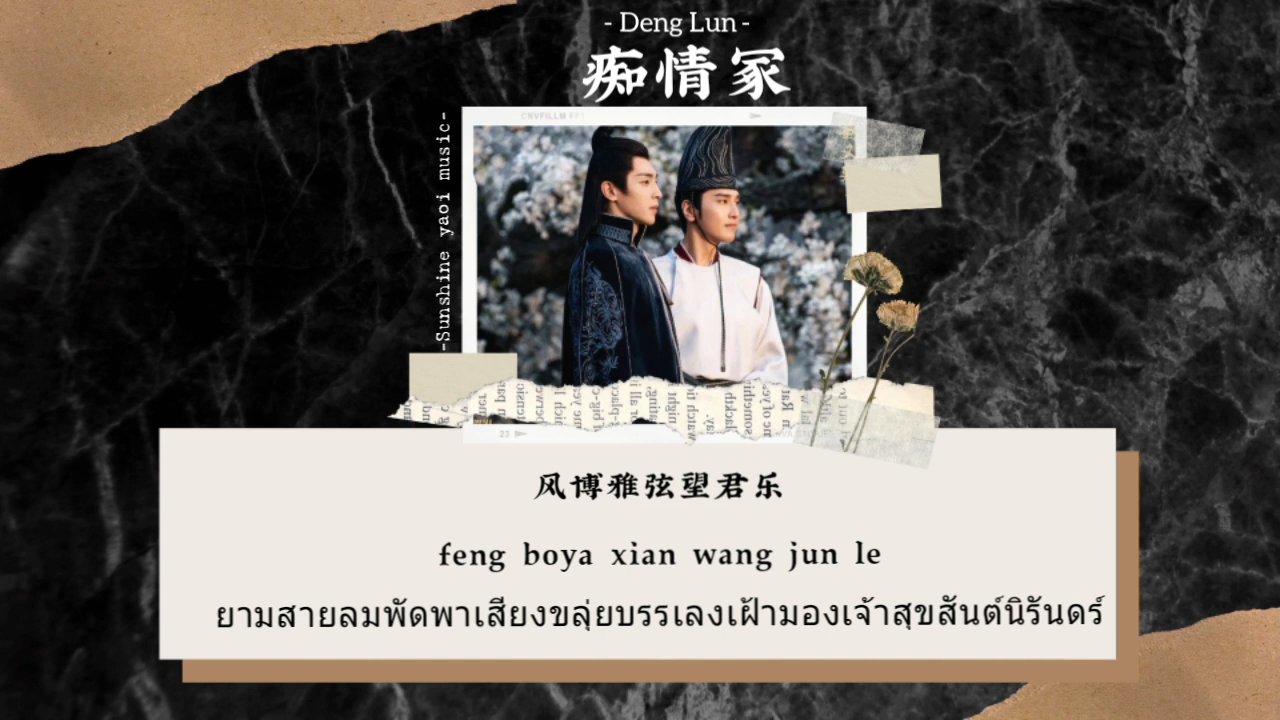 - Deng Lun -
痴情冢
-Sunshine yaoi music-
CNVFILLM FF1
23
风博雅弦望君乐
feng boya xian wang jun le
ยามสายลมพัดพาเสียงขลุ่ยบรรเลงเฝ้ามองเจ้าสุขสันต์นิรันดร์